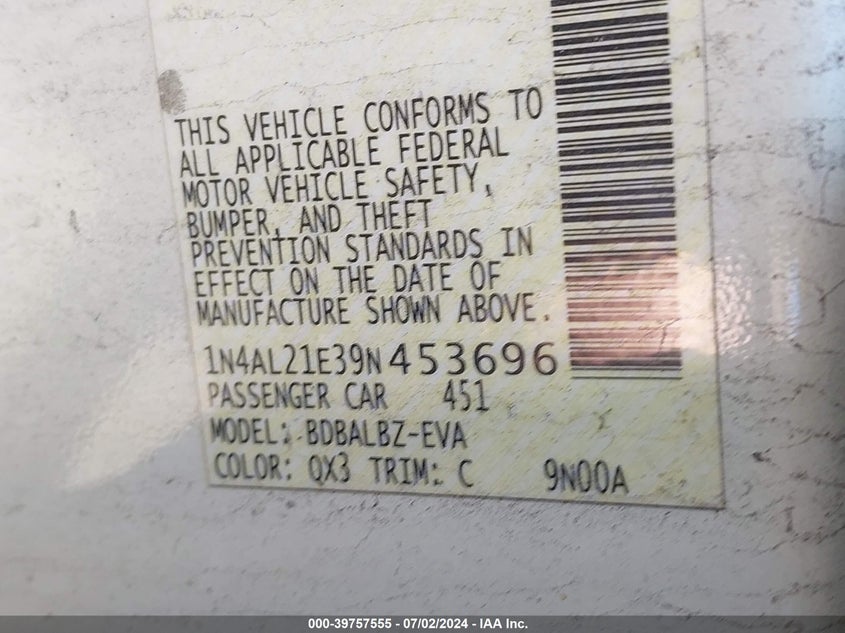 THIS VEHICLE CONFORMS TO
ALL APPLICABLE FEDERAL
MOTOR VEHICLE SAFETY,
BUMPER, AND THEFT
PREVENTION STANDARDS IN
EFFECT ON THE DATE OF
MANUFACTURE SHOWN ABOVE.
1N4AL21E39N453696
PASSENGER CAR 451
MODEL: BDBALBZ-EVA
COLOR: QX3 TRIM: C 9N00A
000-39757555 - 07/02/2024 - IAA Inc.